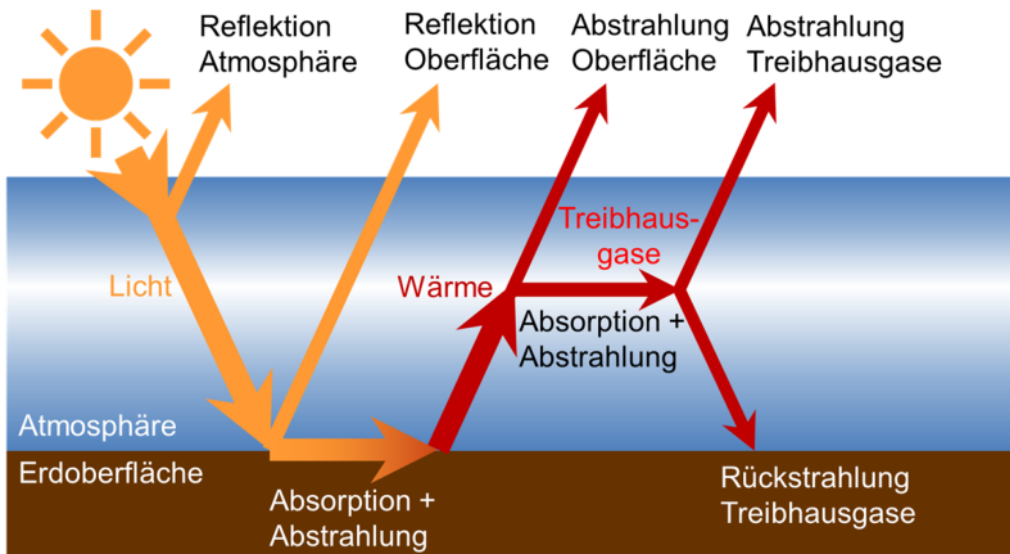 Reflektion
Atmosphäre
Reflektion
Oberfläche
Abstrahlung
Oberfläche
Abstrahlung
Treibhausgase
Licht
Wärme
Treibhaus-
gase
Absorption +
Abstrahlung
Atmosphäre
Erdoberfläche
Absorption +
Abstrahlung
Rückstrahlung
Treibhausgase